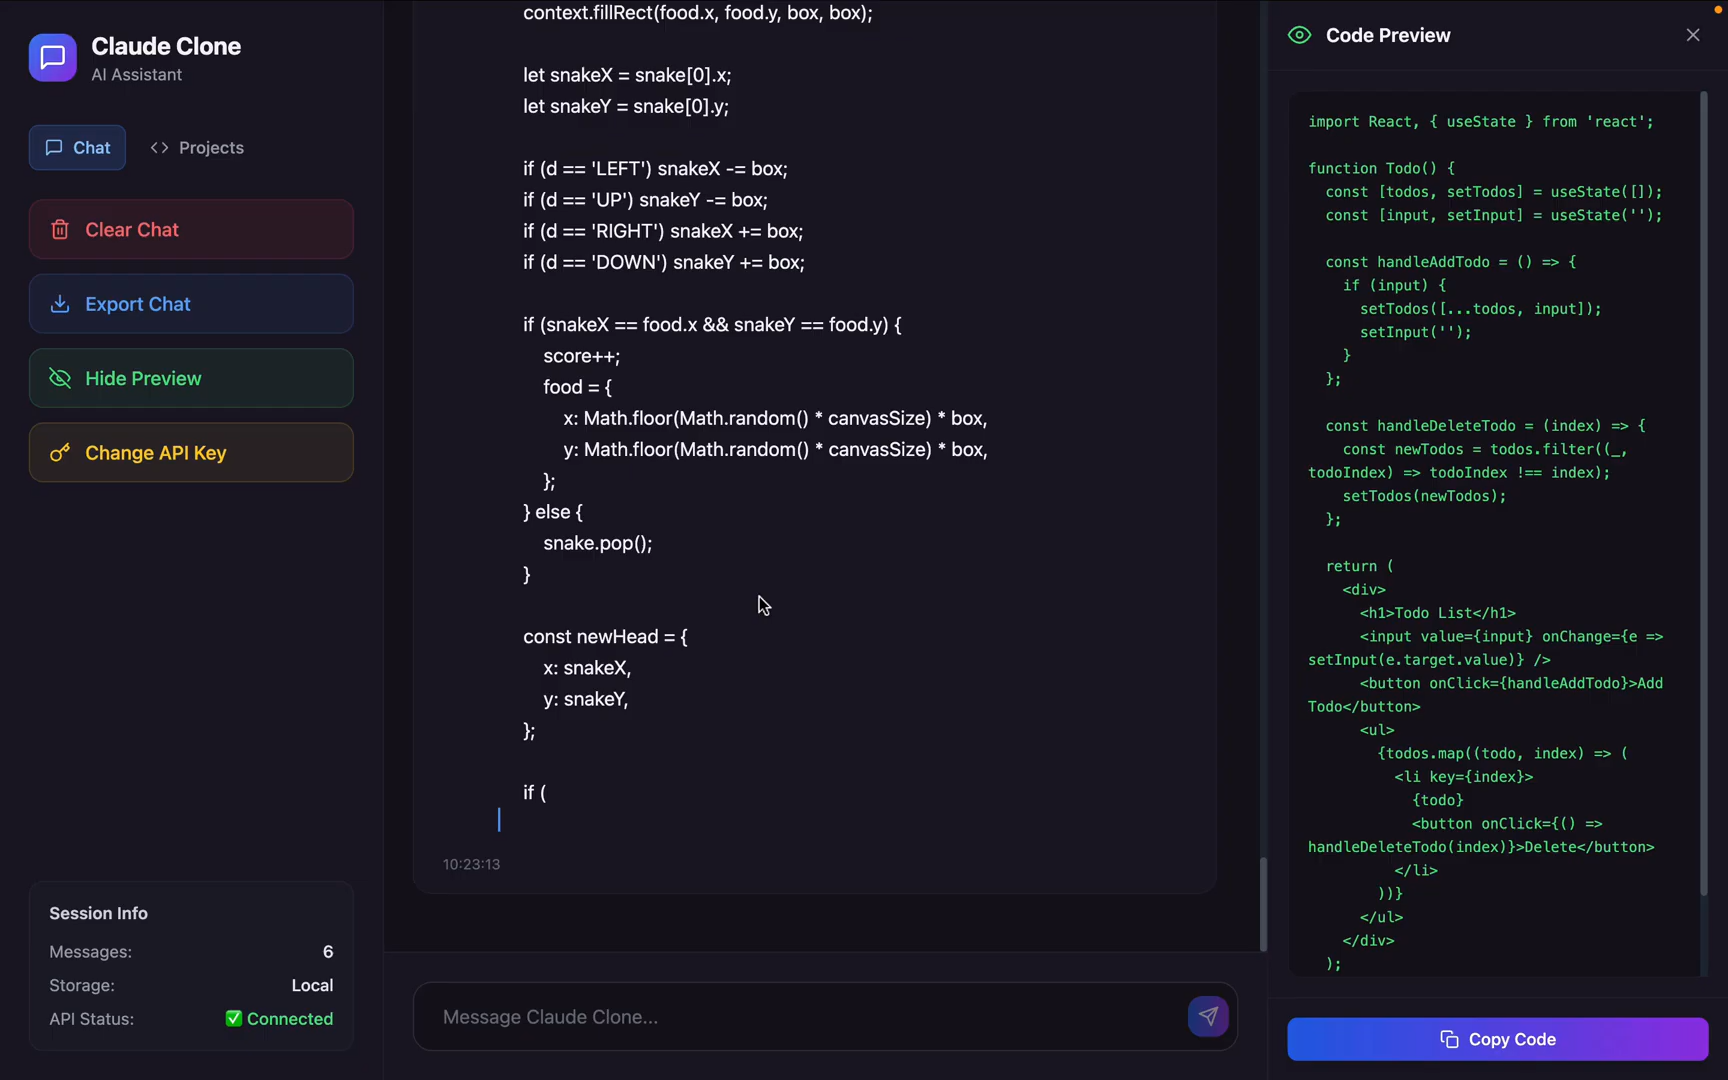 Claude Clone
AI Assistant
Chat
Projects
Clear Chat
Export Chat
Hide Preview
Change API Key
Session Info
Messages: 6
Storage: Local
API Status: ✅ Connected
context.fillRect(food.x, food.y, box, box);
let snakeX = snake[0].x;
let snakeY = snake[0].y;
if (d == 'LEFT') snakeX -= box;
if (d == 'UP') snakeY -= box;
if (d == 'RIGHT') snakeX += box;
if (d == 'DOWN') snakeY += box;
if (snakeX == food.x && snakeY == food.y) {
score++;
food = {
x: Math.floor(Math.random() * canvasSize) * box,
y: Math.floor(Math.random() * canvasSize) * box,
};
} else {
snake.pop();
}
const newHead = {
x: snakeX,
y: snakeY,
};
if (
10:23:13
Message Claude Clone...
Code Preview
import React, { useState } from 'react';
function Todo() {
const [todos, setTodos] = useState([]);
const [input, setInput] = useState('');
const handleAddTodo = () => {
if (input) {
setTodos([...todos, input]);
setInput('');
}
};
const handleDeleteTodo = (index) => {
const newTodos = todos.filter((_,
todoIndex) => todoIndex !== index);
setTodos(newTodos);
};
return (
<div>
<h1>Todo List</h1>
<input value={input} onChange={e =>
setInput(e.target.value)} />
<button onClick={handleAddTodo}>Add
Todo</button>
<ul>
{todos.map((todo, index) => (
<li key={index}>
{todo}
<button onClick={() =>
handleDeleteTodo(index)}>Delete</button>
</li>
))}
</ul>
</div>
);
Copy Code